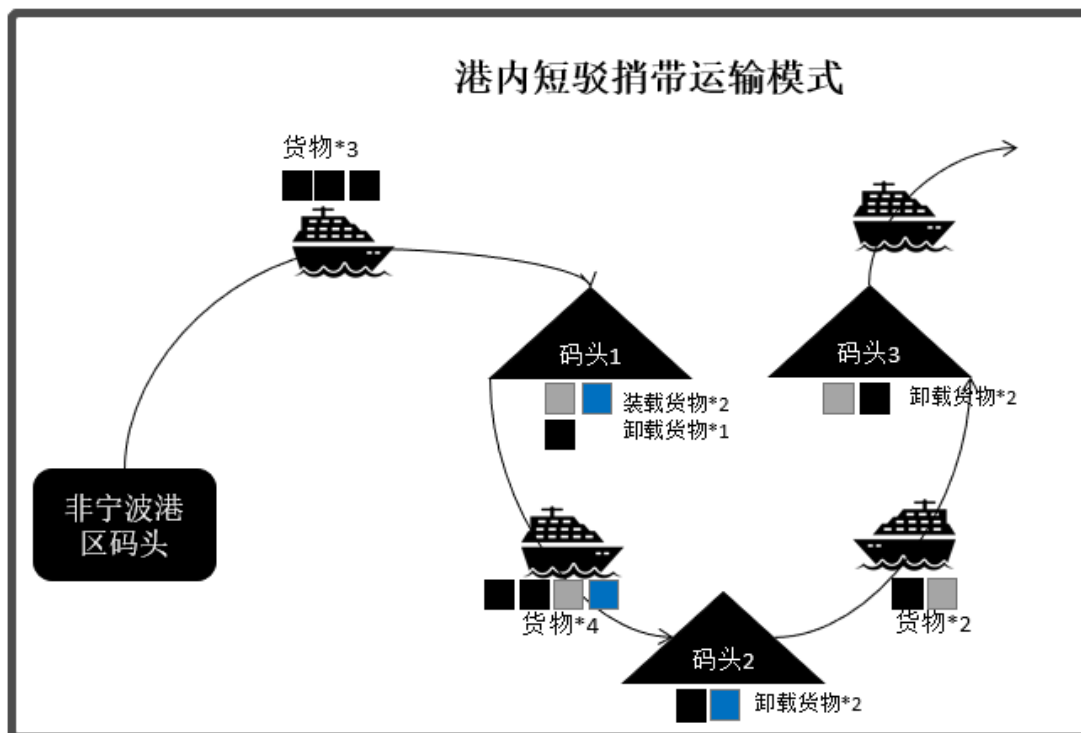 港内短驳捎带运输模式
货物*3
码头1
码头3
装载货物*2
卸载货物*1
卸载货物*2
非宁波港
区码头
货物*4
货物*2
码头2
卸载货物*2